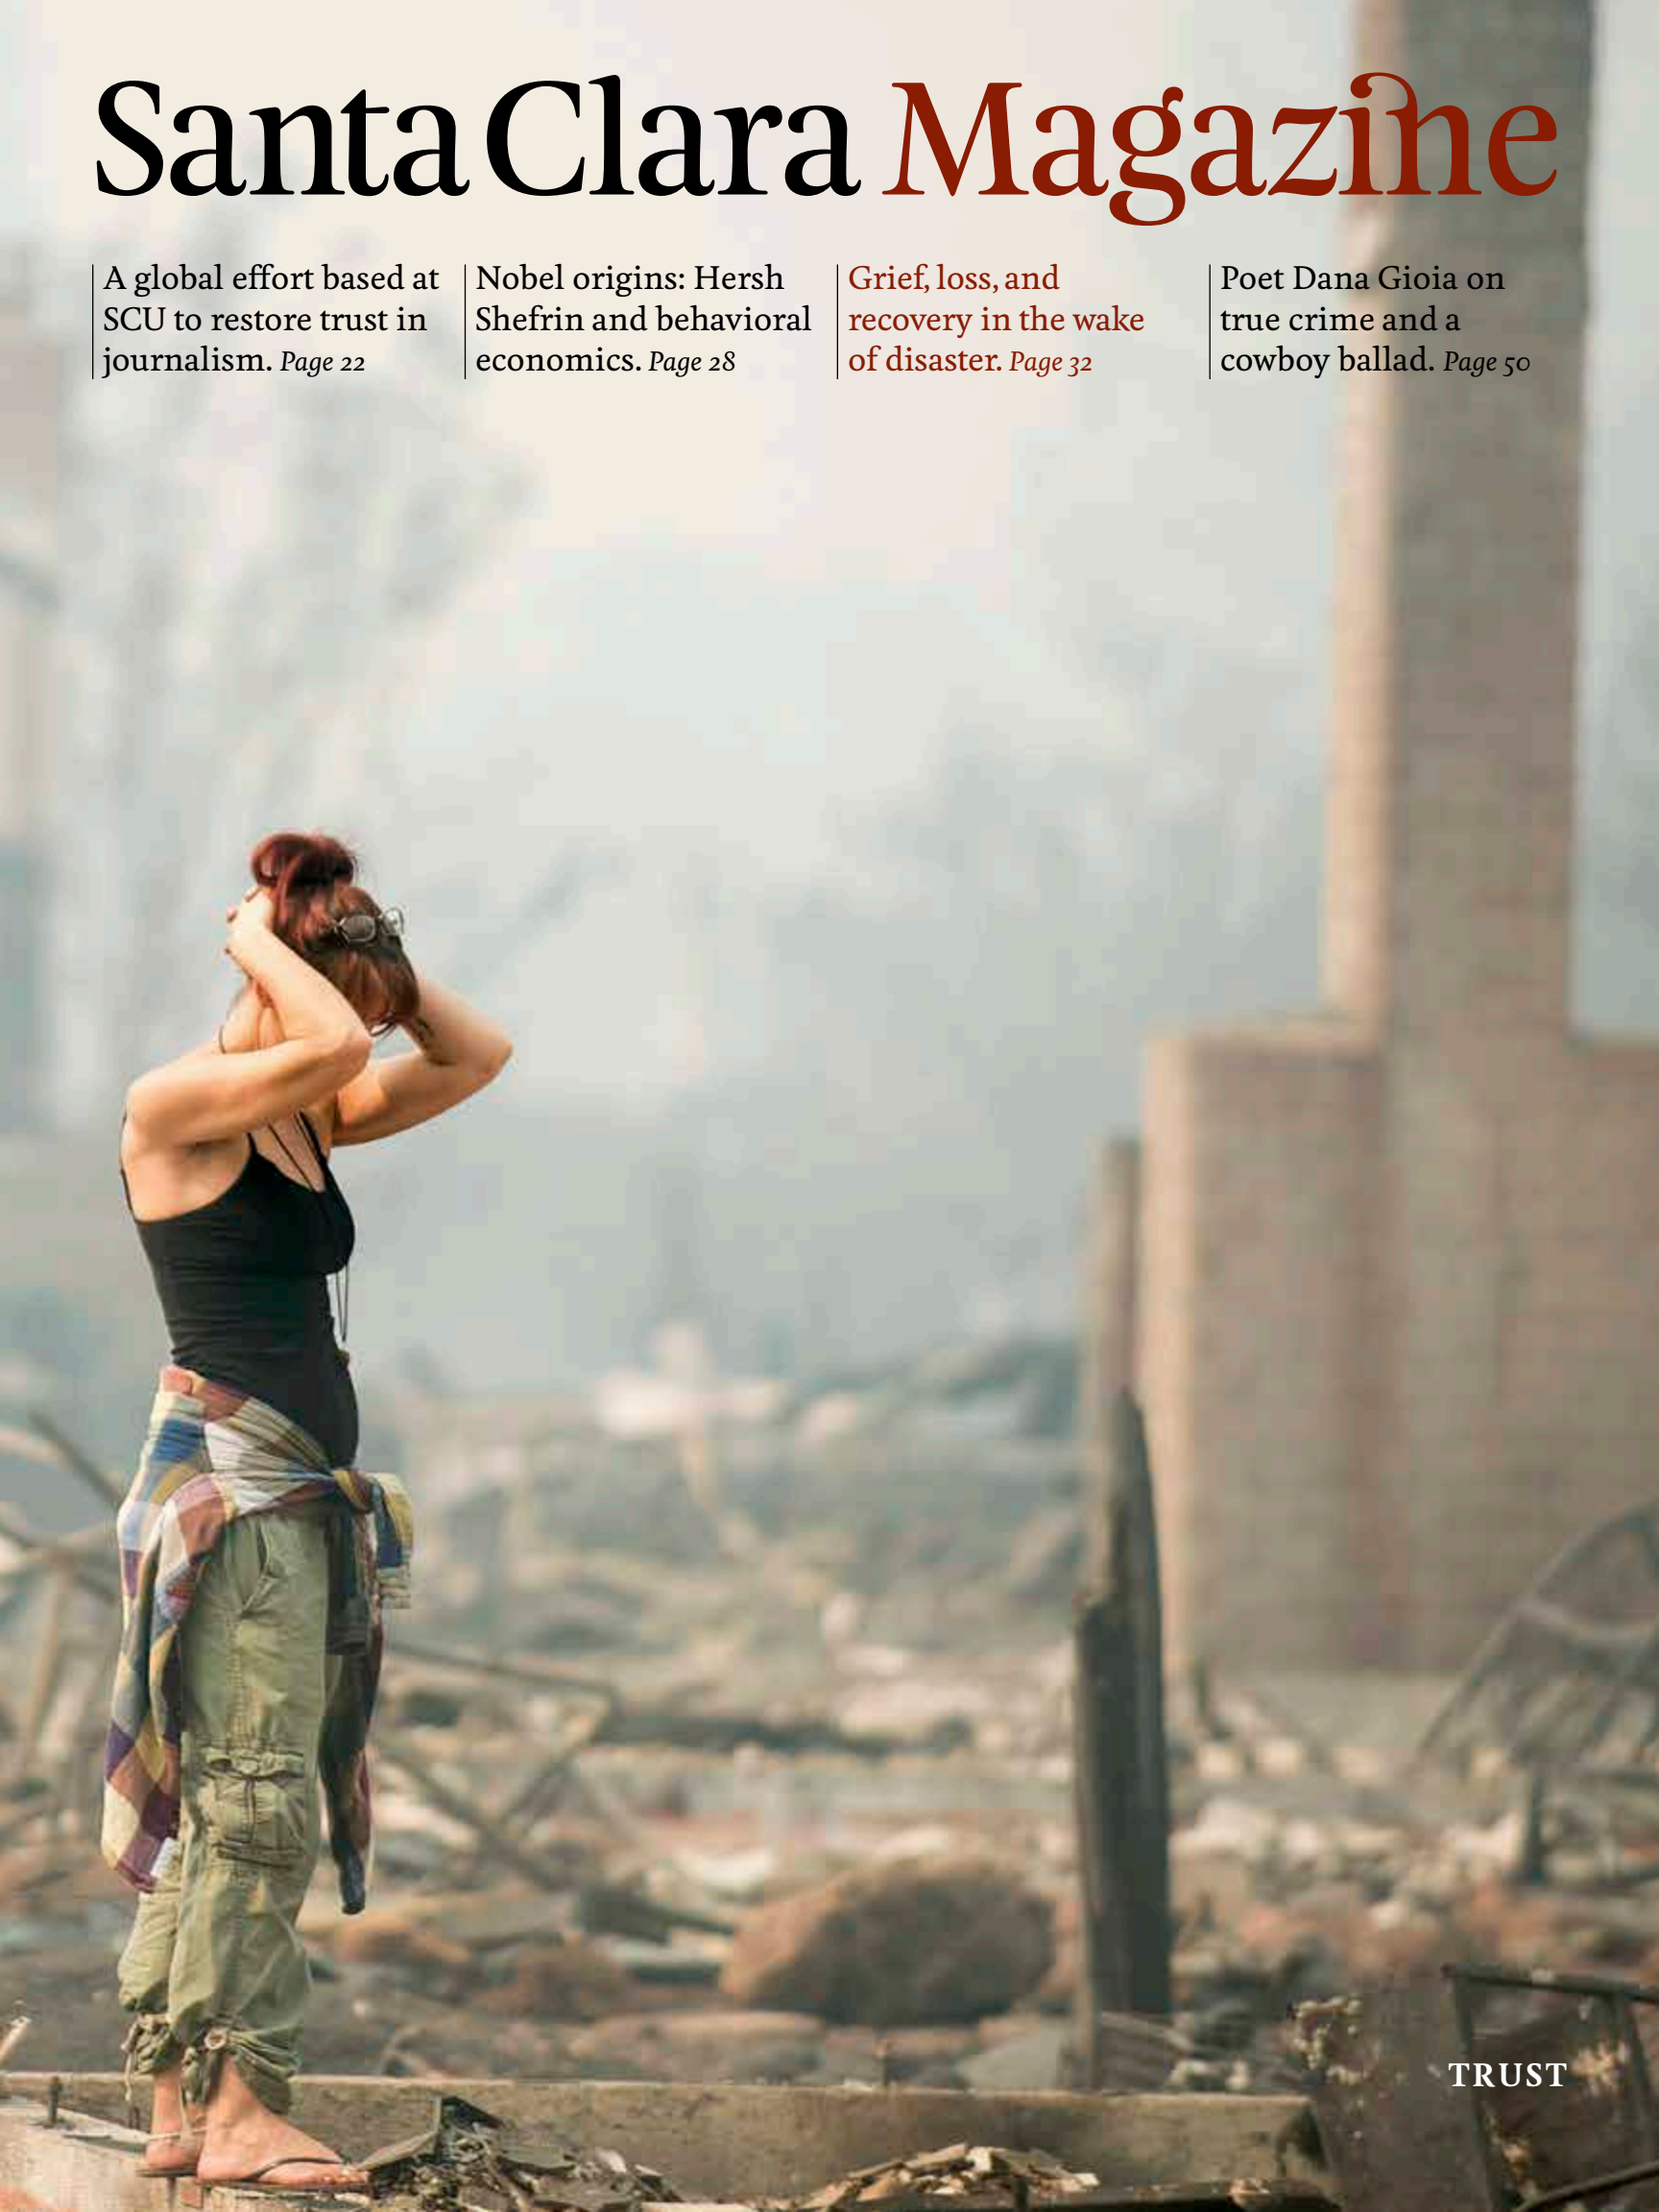 Santa Clara Magazine
A global effort based at
SCU to restore trust in
journalism. Page 22
Nobel origins: Hersh
Shefrin and behavioral
economics. Page 28
Grief, loss, and
recovery in the wake
of disaster. Page 32
Poet Dana Gioia on
true crime and a
cowboy ballad. Page 50
TRUST